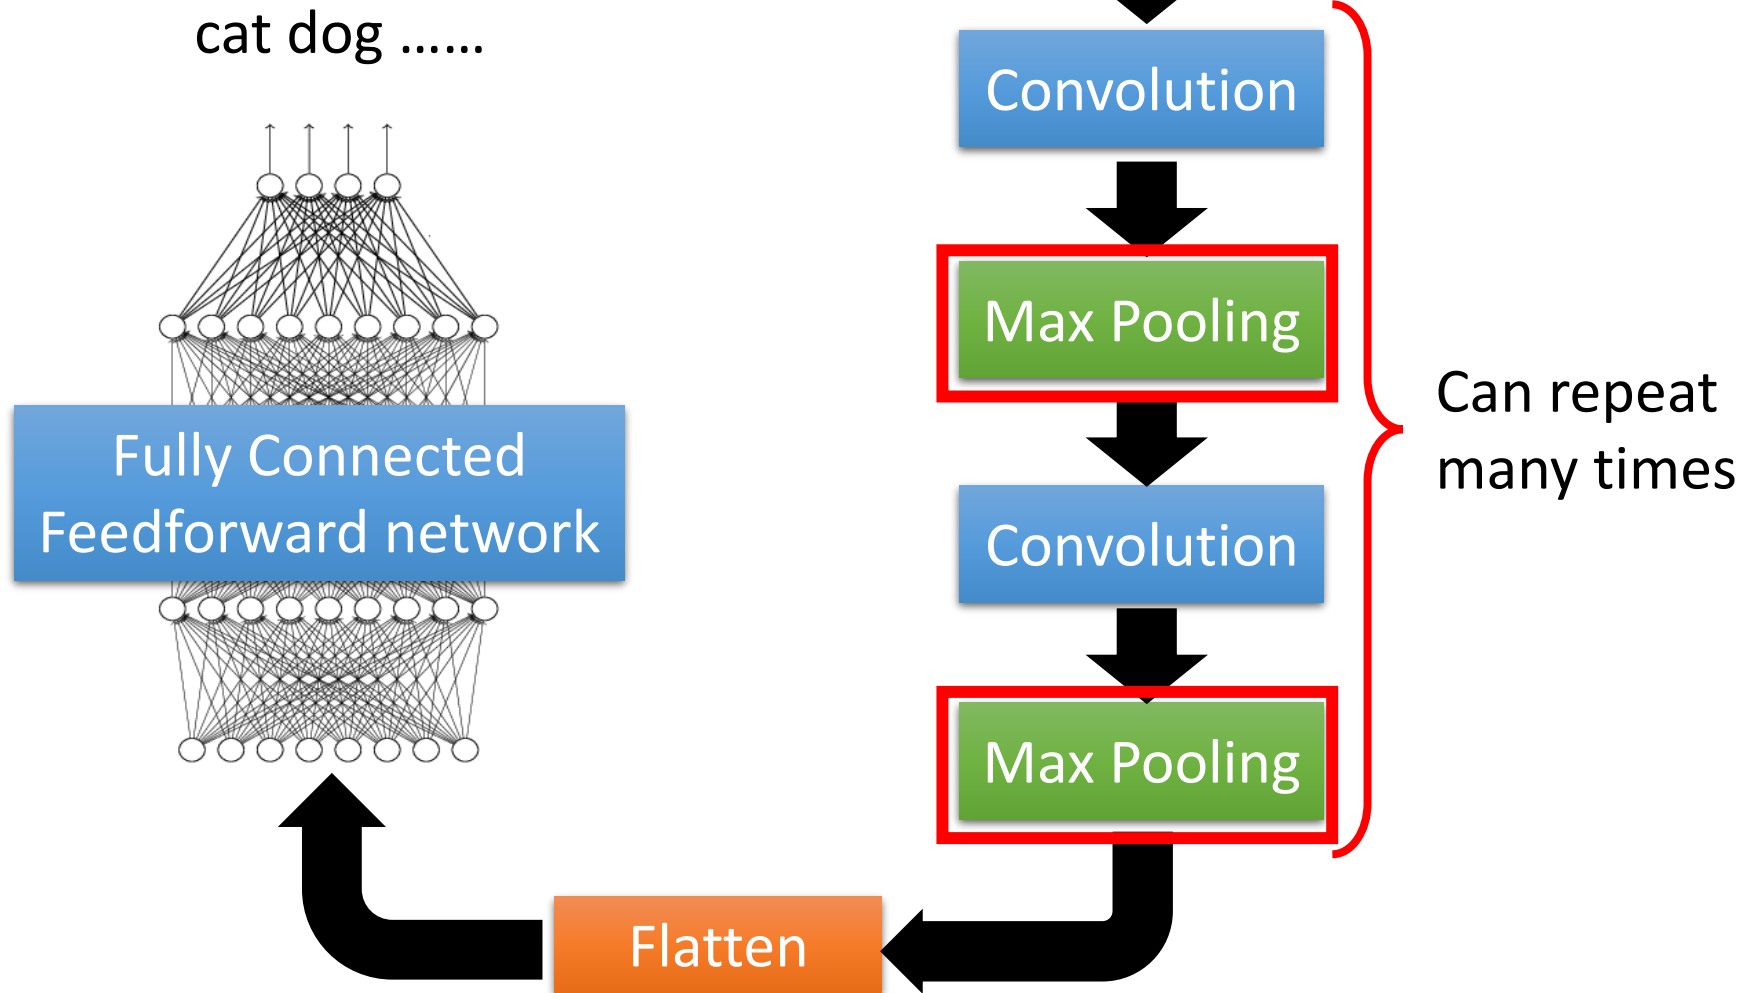 cat dog ……
Convolution
Max Pooling
Can repeat
many times
Fully Connected
Feedforward network
Convolution
Max Pooling
Flatten